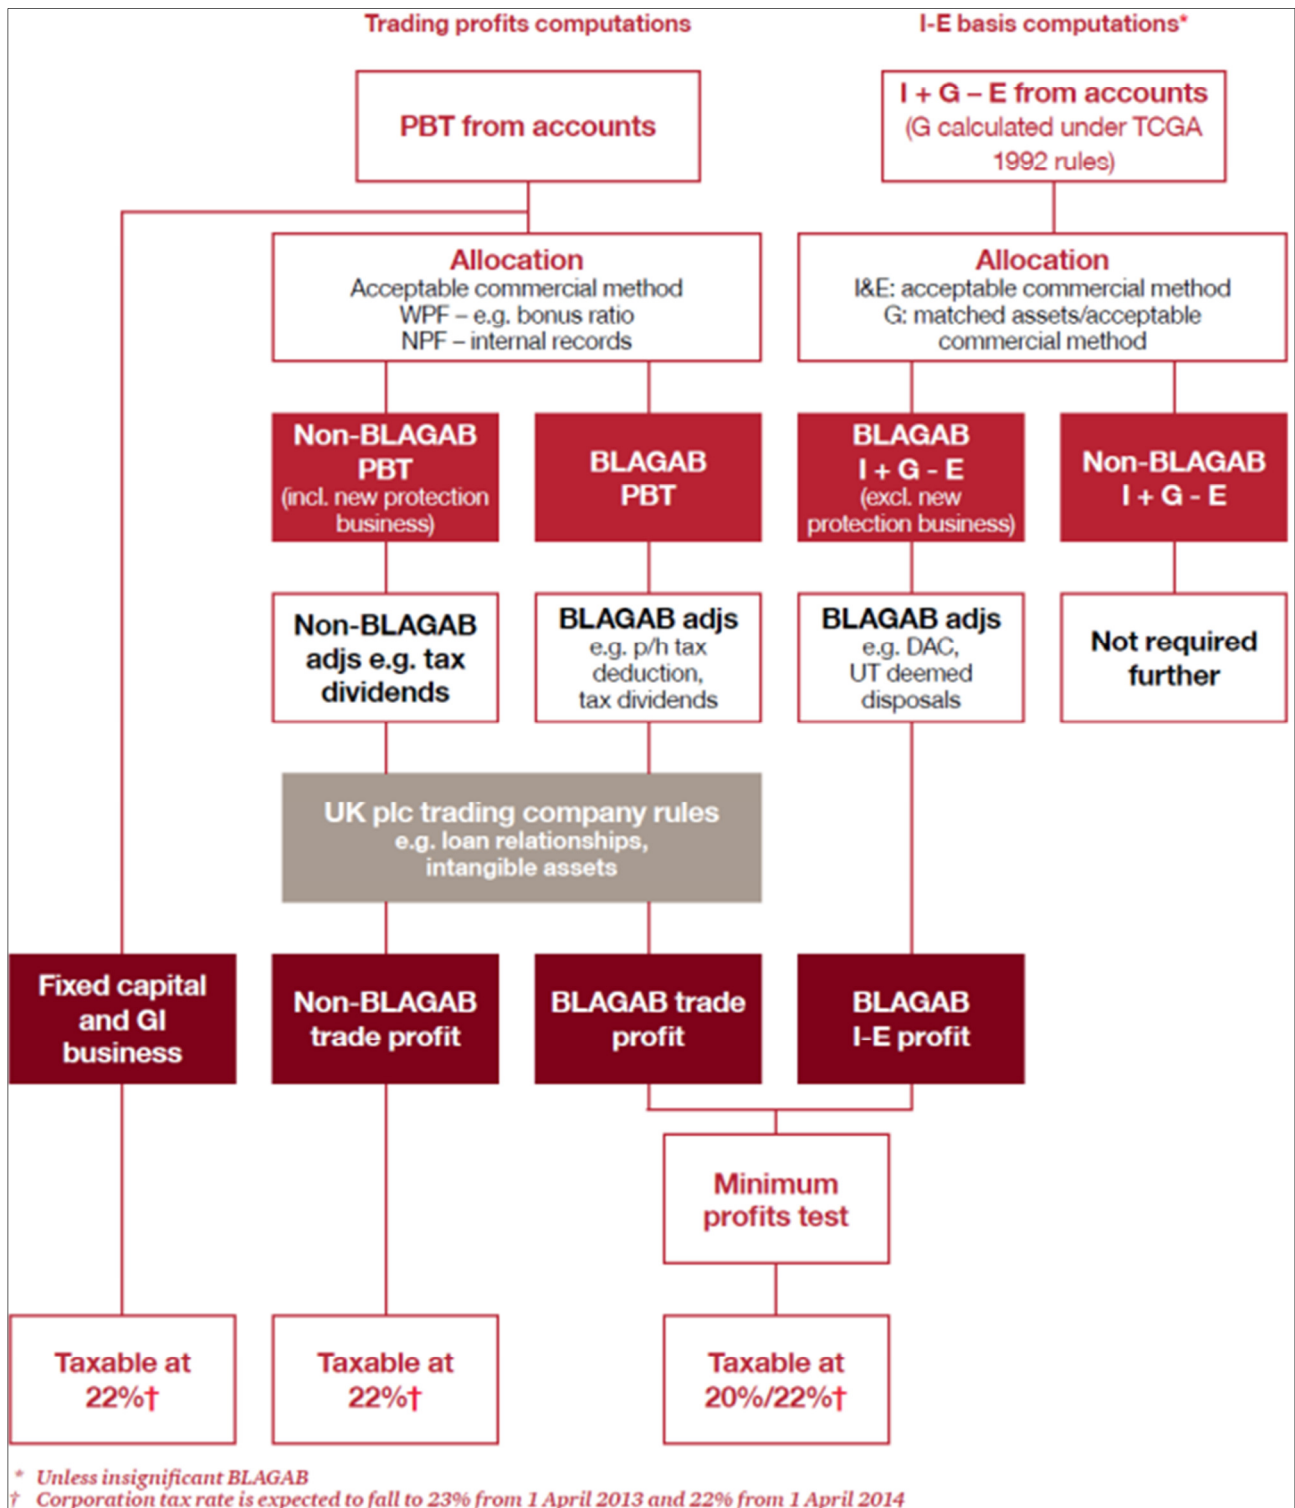 Trading profits computations
I-E basis computations*
PBT from accounts
I + G – E from accounts
(G calculated under TCGA
1992 rules)
Allocation
Acceptable commercial method
WPF – e.g. bonus ratio
NPF – internal records
Allocation
I&E: acceptable commercial method
G: matched assets/acceptable
commercial method
Non-BLAGAB
PBT
(incl. new protection
business)
BLAGAB
PBT
BLAGAB
I + G - E
(excl. new
protection business)
Non-BLAGAB
I + G - E
Non-BLAGAB
adjs e.g. tax
dividends
BLAGAB adjs
e.g. p/h tax
deduction,
tax dividends
BLAGAB adjs
e.g. DAC,
UT deemed
disposals
Not required
further
UK plc trading company rules
e.g. loan relationships,
intangible assets
Fixed capital
and GI
business
Non-BLAGAB
trade profit
BLAGAB trade
profit
BLAGAB
I-E profit
Minimum
profits test
Taxable at
22%†
Taxable at
22%†
Taxable at
20%/22%†
* Unless insignificant BLAGAB
† Corporation tax rate is expected to fall to 23% from 1 April 2013 and 22% from 1 April 2014